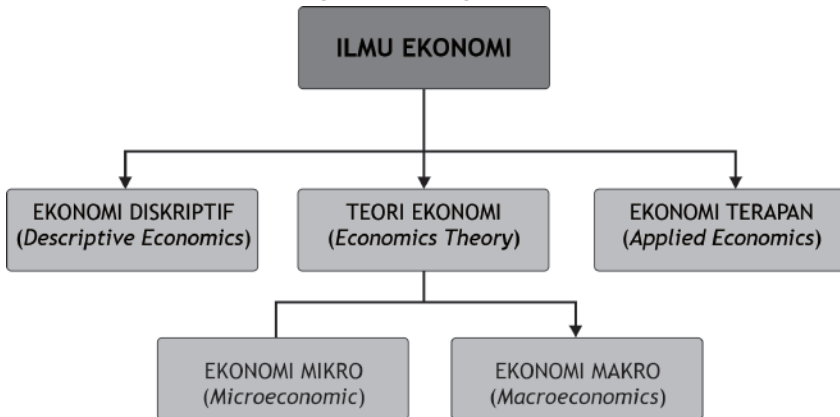 ILMU EKONOMI
EKONOMI DISKRIPTIF
(Descriptive Economics)
TEORI EKONOMI
(Economics Theory)
EKONOMI TERAPAN
(Applied Economics)
EKONOMI MIKRO
(Microeconomic)
EKONOMI MAKRO
(Macroeconomics)